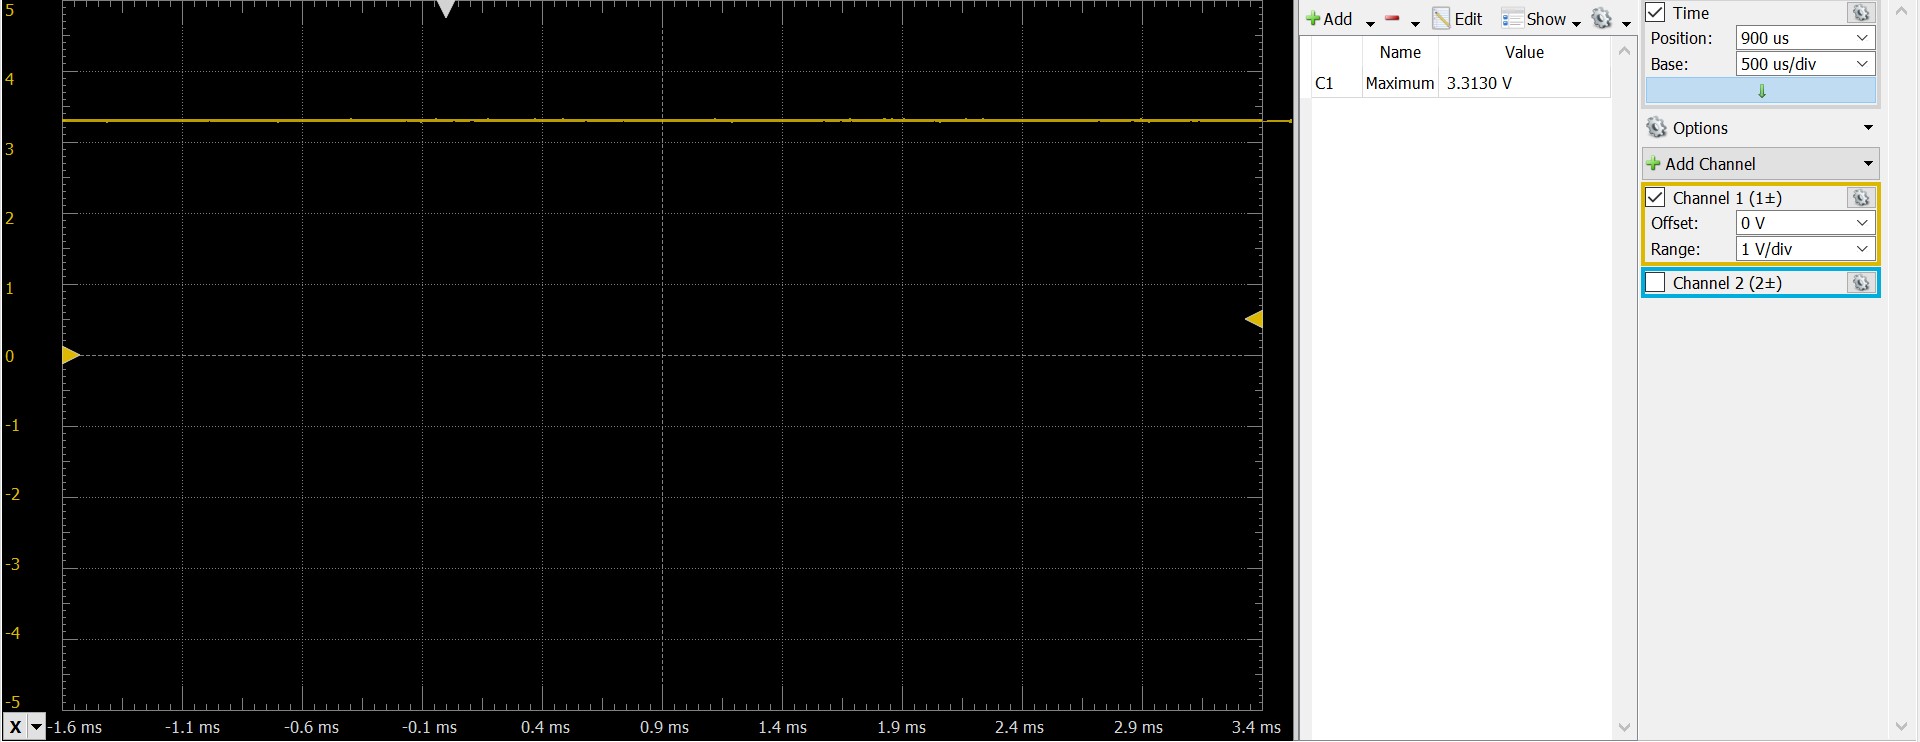 5
4
3
2
1
0
-1
-2
-3
-4
-5
X
-1.6 ms -1.1 ms -0.6 ms -0.1 ms 0.4 ms 0.9 ms 1.4 ms 1.9 ms 2.4 ms 2.9 ms 3.4 ms
Add Edit Show
Name Value
C1 Maximum 3.3130 V
Time
Position: 900 us
Base: 500 us/div
Options
Add Channel
Channel 1 (1±)
Offset: 0 V
Range: 1 V/div
Channel 2 (2±)